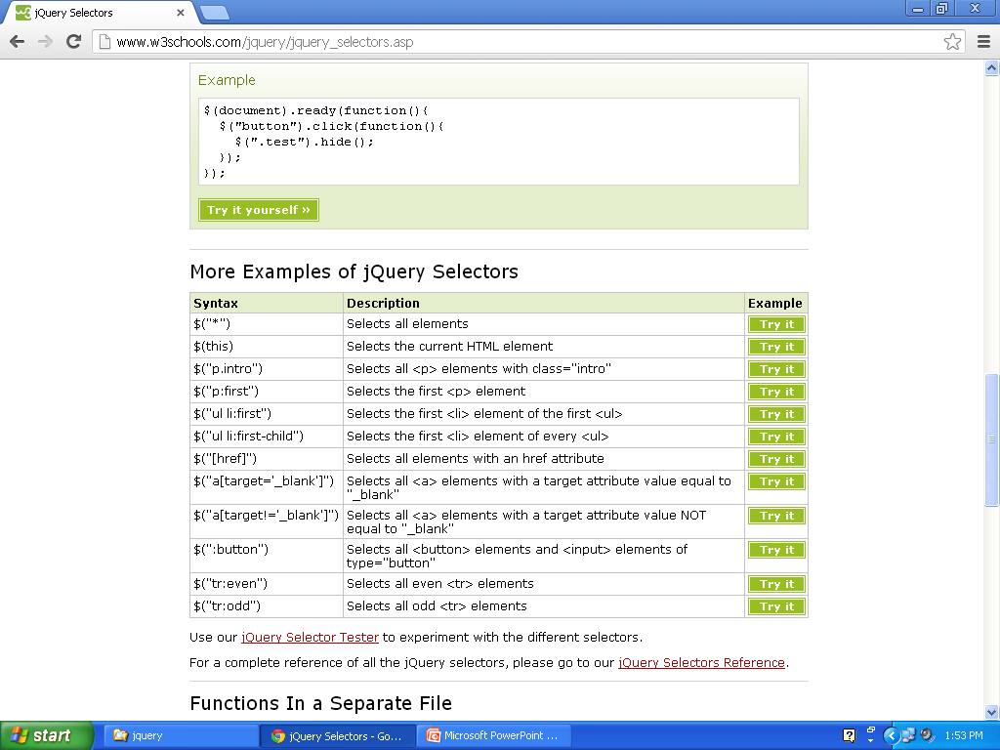 jQuery Selectors
www.w3schools.com/jquery/jquery_selectors.asp
Example
$(document).ready(function(){
  $("button").click(function(){
    $(".test").hide();
  });
});
Try it yourself »
More Examples of jQuery Selectors
Syntax Description Example
$("*") Selects all elements Try it
$(this) Selects the current HTML element Try it
$("p.intro") Selects all <p> elements with class="intro" Try it
$("p:first") Selects the first <p> element Try it
$("ul li:first") Selects the first <li> element of the first <ul> Try it
$("ul li:first-child") Selects the first <li> element of every <ul> Try it
$("[href]") Selects all elements with an href attribute Try it
$("a[target='_blank']") Selects all <a> elements with a target attribute value equal to Try it
"_blank"
$("a[target!='_blank']") Selects all <a> elements with a target attribute value NOT Try it
equal to "_blank"
$(":button") Selects all <button> elements and <input> elements of Try it
type="button"
$("tr:even") Selects all even <tr> elements Try it
$("tr:odd") Selects all odd <tr> elements Try it
Use our jQuery Selector Tester to experiment with the different selectors.
For a complete reference of all the jQuery selectors, please go to our jQuery Selectors Reference.
Functions In a Separate File
start jquery jQuery Selectors - Go... Microsoft PowerPoint ... 1:53 PM